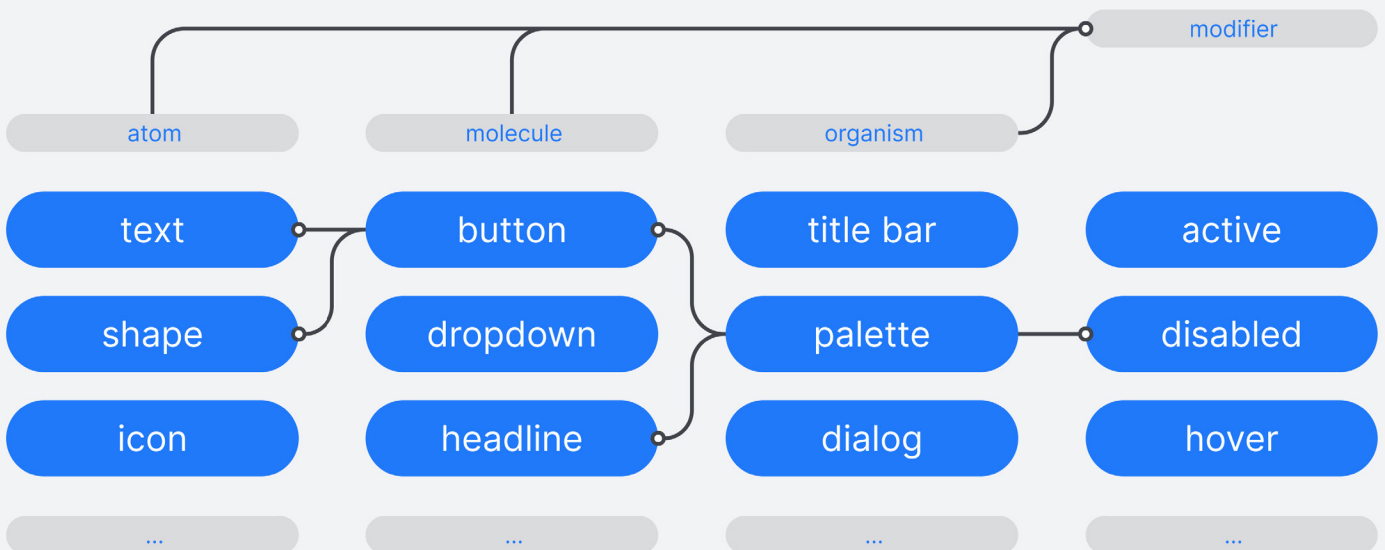 modifier
atom
molecule
organism
text
button
title bar
active
shape
dropdown
palette
disabled
icon
headline
dialog
hover
...
...
...
...